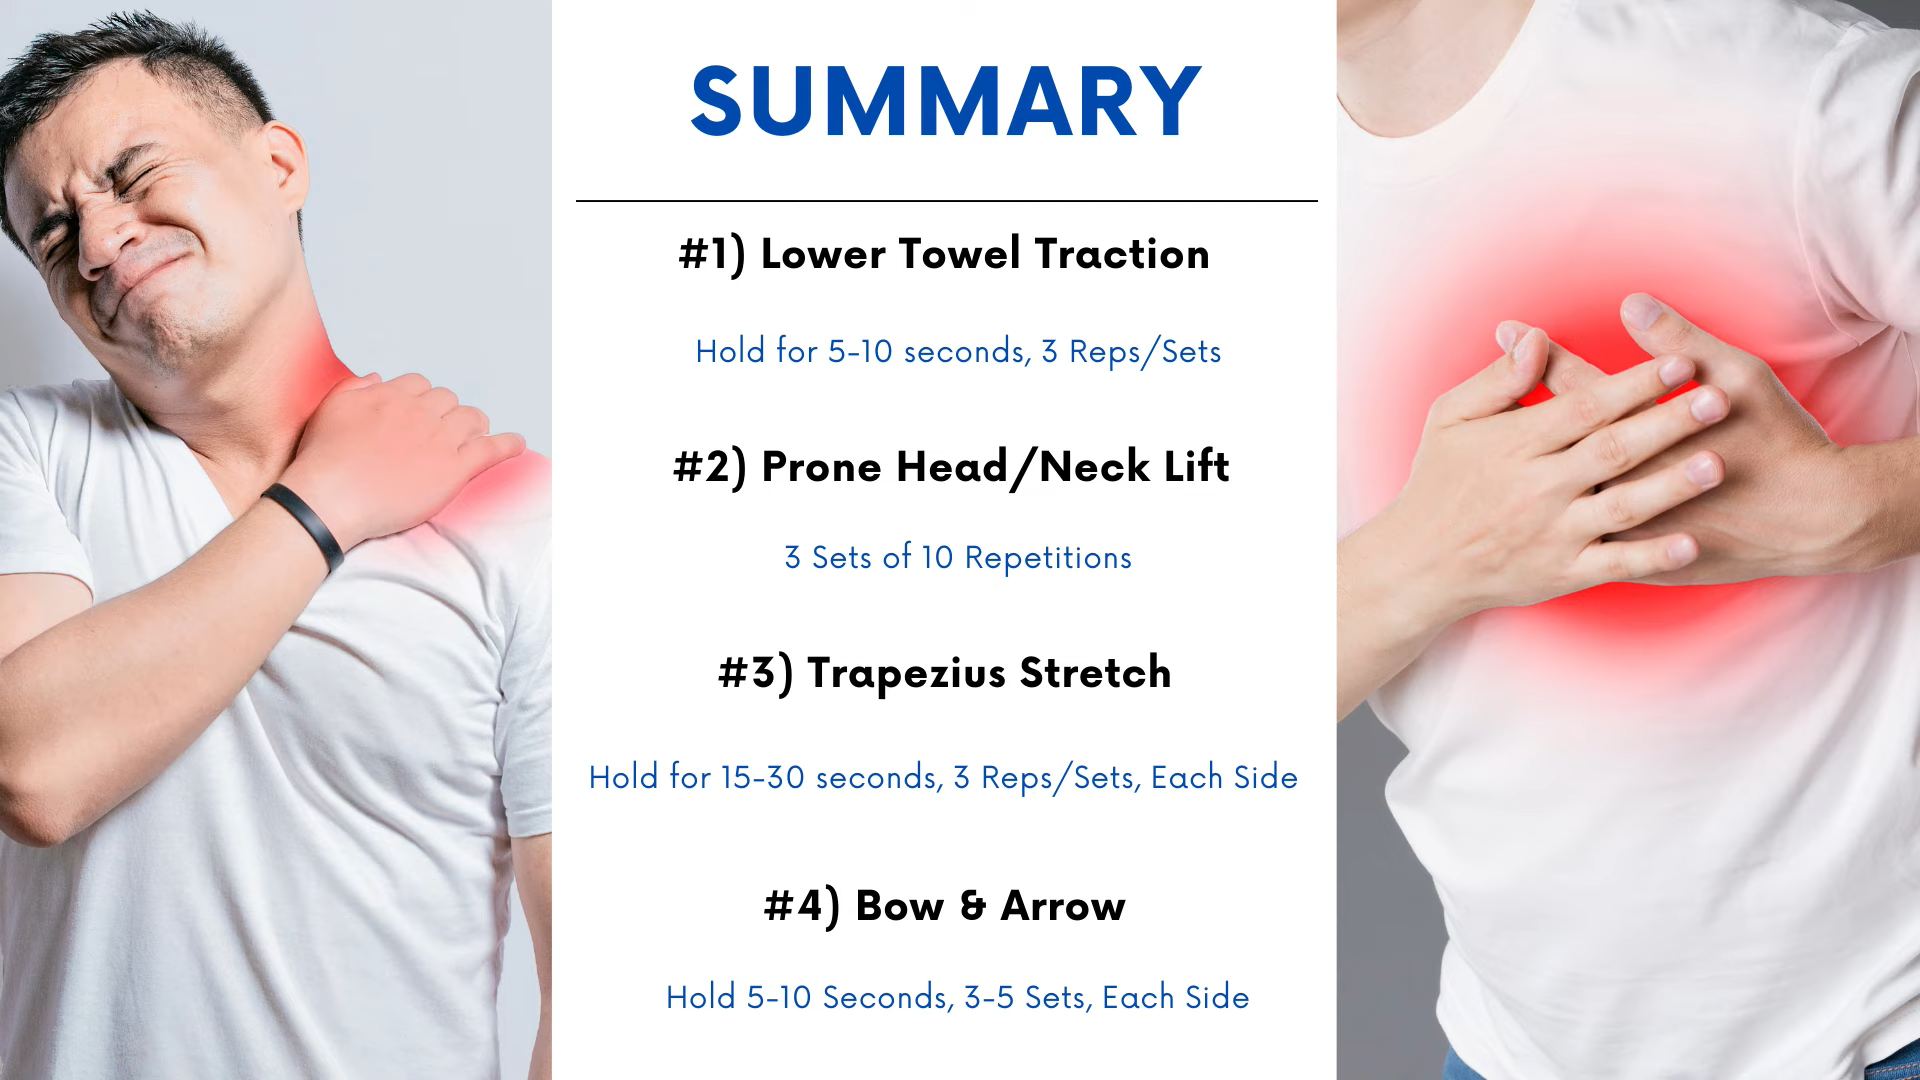 SUMMARY
#1) Lower Towel Traction
Hold for 5-10 seconds, 3 Reps/Sets
#2) Prone Head/Neck Lift
3 Sets of 10 Repetitions
#3) Trapezius Stretch
Hold for 15-30 seconds, 3 Reps/Sets, Each Side
#4) Bow & Arrow
Hold 5-10 Seconds, 3-5 Sets, Each Side